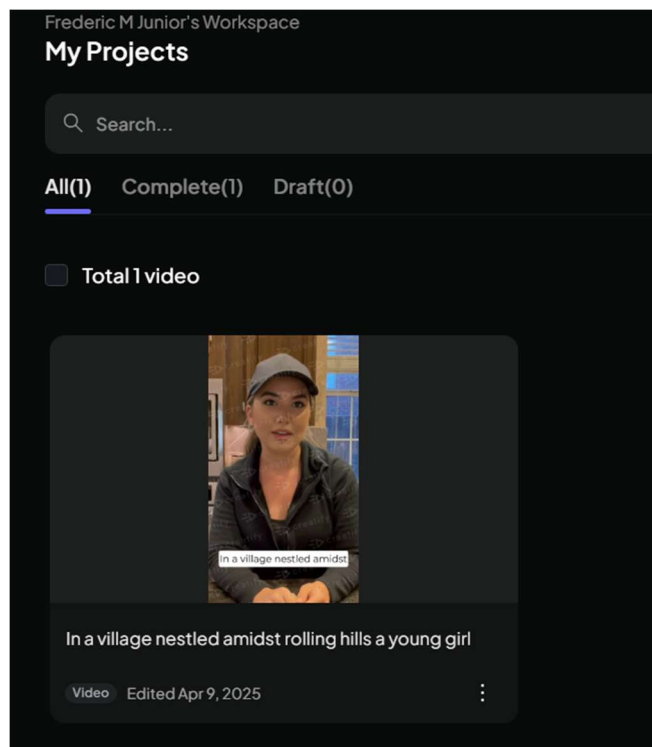 Frederic M Junior's Workspace
My Projects
Search...
All(1) Complete(1) Draft(0)
Total 1 video
creatify
In a village nestled amidst
In a village nestled amidst rolling hills a young girl
Video Edited Apr 9, 2025